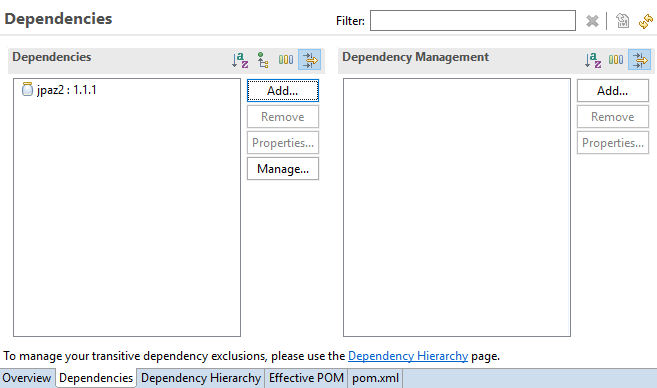 Dependencies
Filter:
Dependencies
Dependency Management
jpaz2 : 1.1.1
Add...
Remove
Properties...
Manage...
Add...
Remove
Properties...
To manage your transitive dependency exclusions, please use the Dependency Hierarchy page.
Overview Dependencies Dependency Hierarchy Effective POM pom.xml